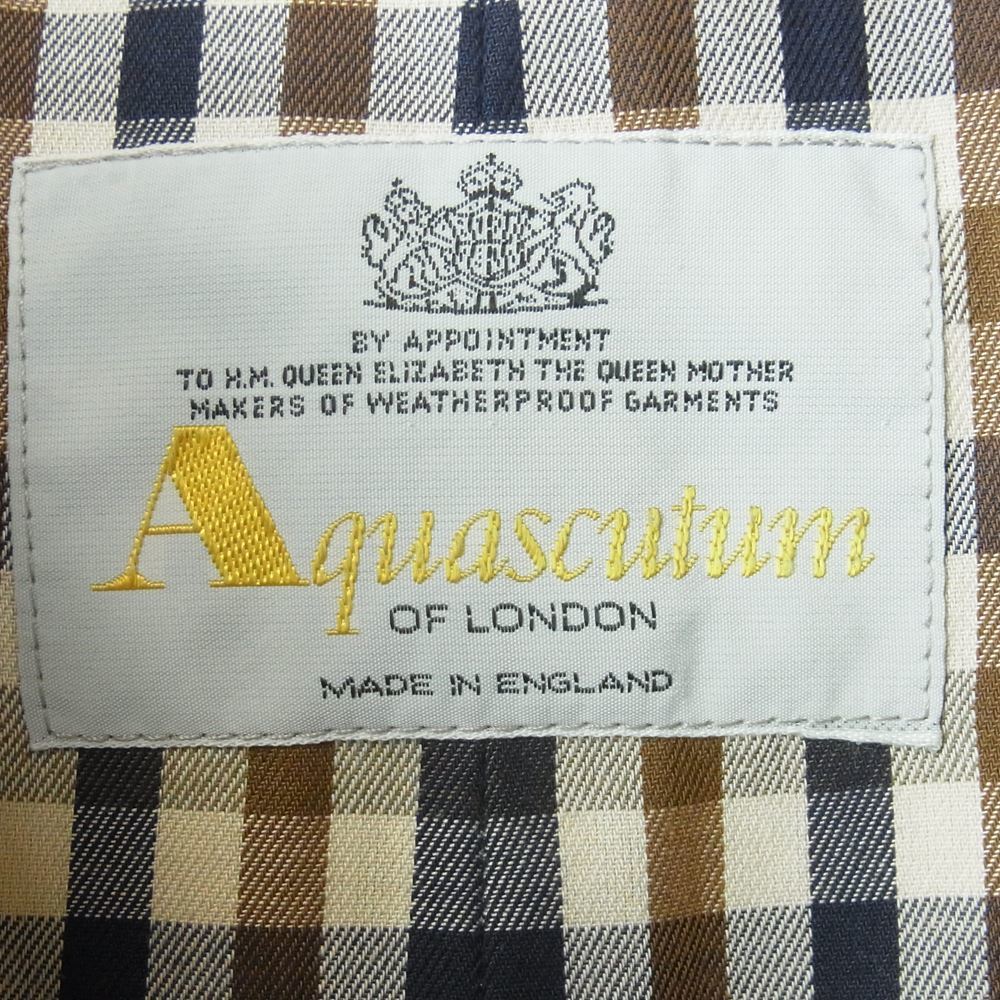 BY APPOINTMENT
TO H.M. QUEEN ELIZABETH THE QUEEN MOTHER
MAKERS OF WEATHERPROOF GARMENTS
Aquascutum
OF LONDON
MADE IN ENGLAND